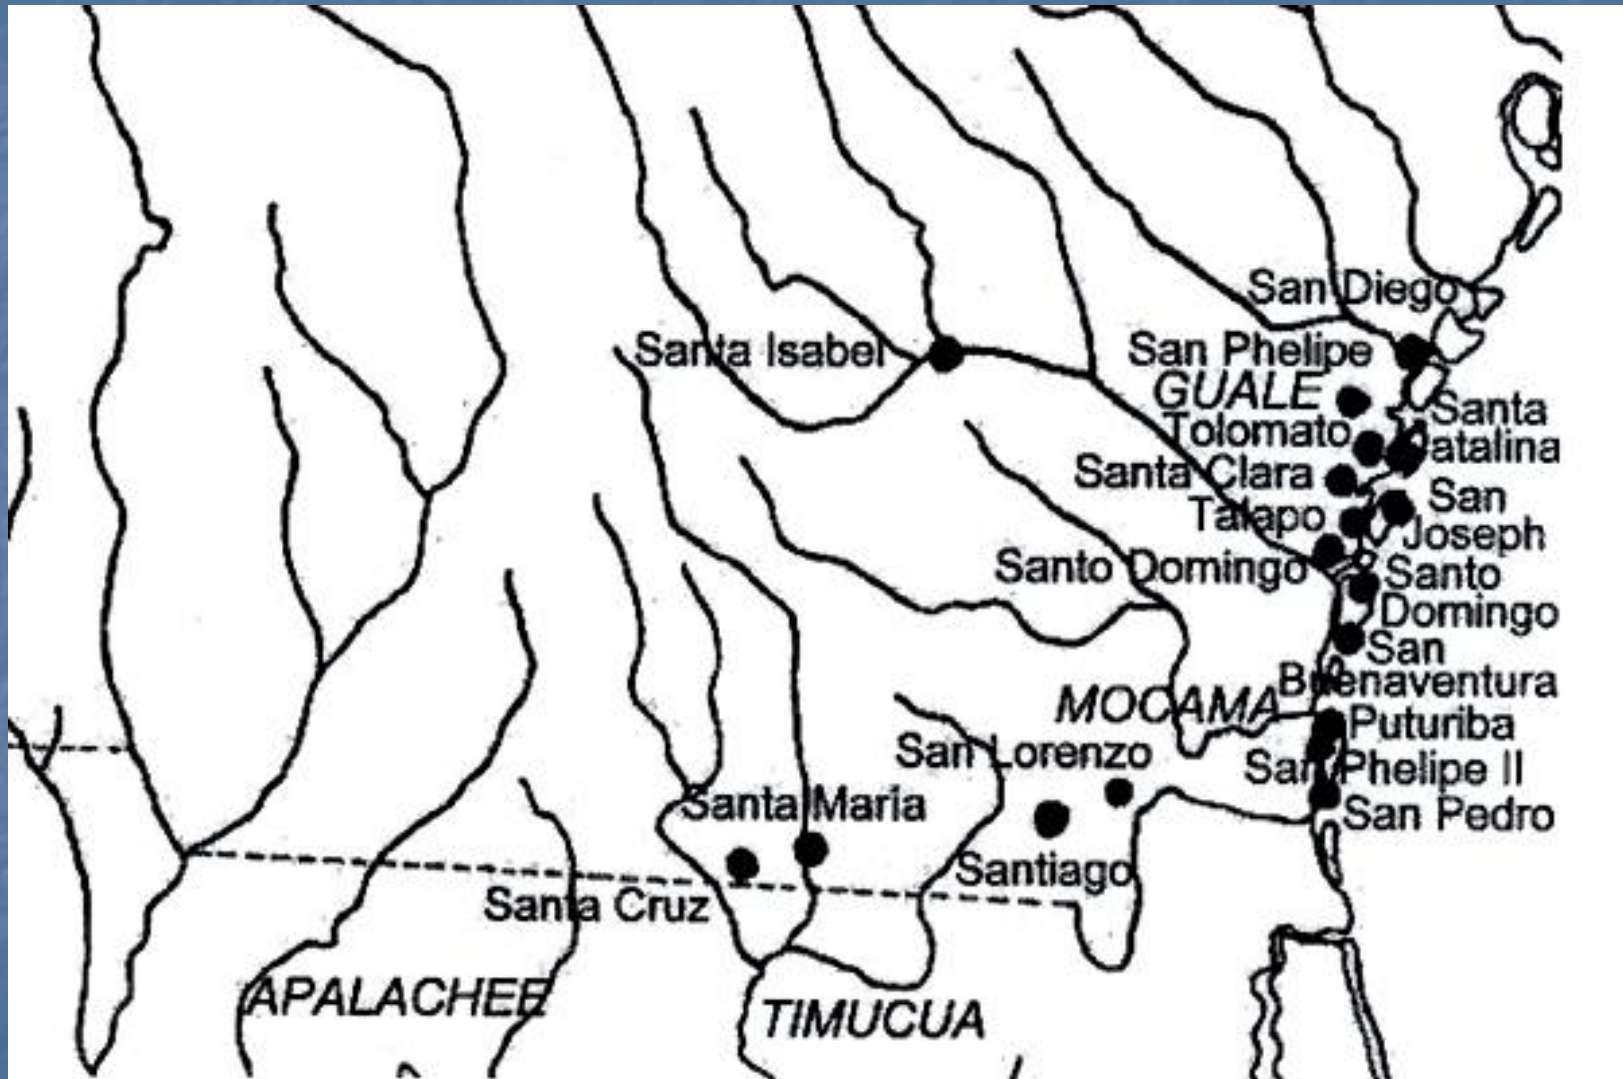 San Diego
Santa Isabel
San Phelipe
GUALE
Santa
Catalina
Tolomato
Santa Clara
San
Joseph
Talapo
Santo Domingo
Santo
Domingo
San
Buenaventura
MOCAMA
Puturiba
San Lorenzo
San Phelipe II
Santa Maria
San Pedro
Santiago
Santa Cruz
APALACHEE
TIMUCUA